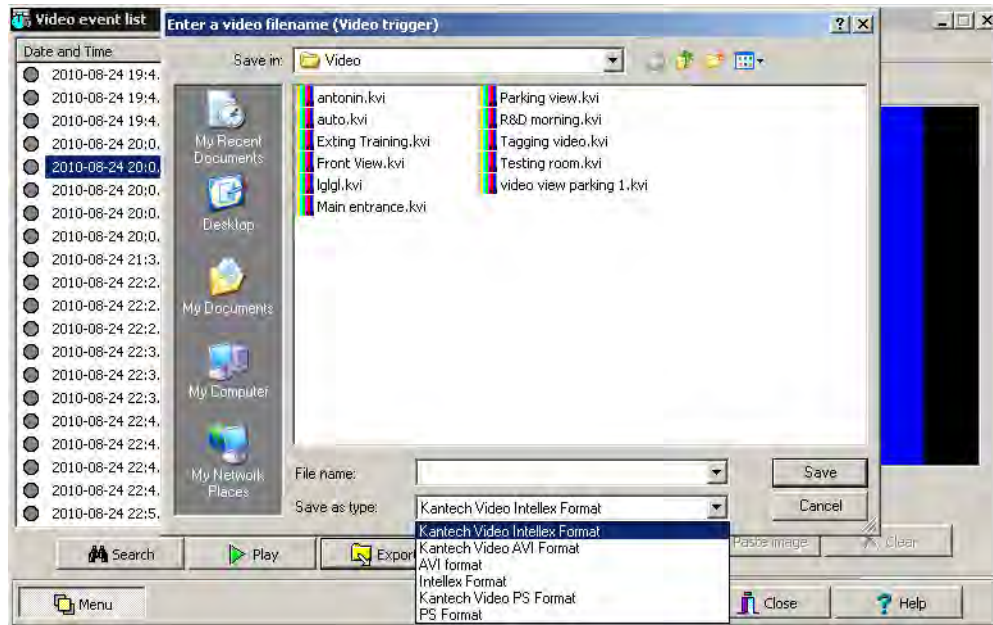 Video event list
Enter a video filename (Video trigger)
Date and Time
Save in:
Video
2010-08-24 19:4.
2010-08-24 19:4.
2010-08-24 19:4.
2010-08-24 20:0.
2010-08-24 20:0.
2010-08-24 20:0.
2010-08-24 20:0.
2010-08-24 20:0.
2010-08-24 21:3.
2010-08-24 22:2.
2010-08-24 22:2.
2010-08-24 22:2.
2010-08-24 22:3.
2010-08-24 22:3.
2010-08-24 22:3.
2010-08-24 22:4.
2010-08-24 22:4.
2010-08-24 22:4.
2010-08-24 22:4.
2010-08-24 22:5.
My Recent
Documents
Desktop
My Documents
My Computer
My Network
Places
antonin.kvi
auto.kvi
Exting Training.kvi
Front View.kvi
lglgl.kvi
Main entrance.kvi
Parking view.kvi
R&D morning.kvi
Tagging video.kvi
Testing room.kvi
video view parking 1.kvi
File name:
Save
Save as type:
Kantech Video Intellex Format
Cancel
Kantech Video Intellex Format
Kantech Video AVI Format
AVI format
Intellex Format
Kantech Video PS Format
PS Format
Search
Play
Export
Paste image
Clear
Menu
Close
Help